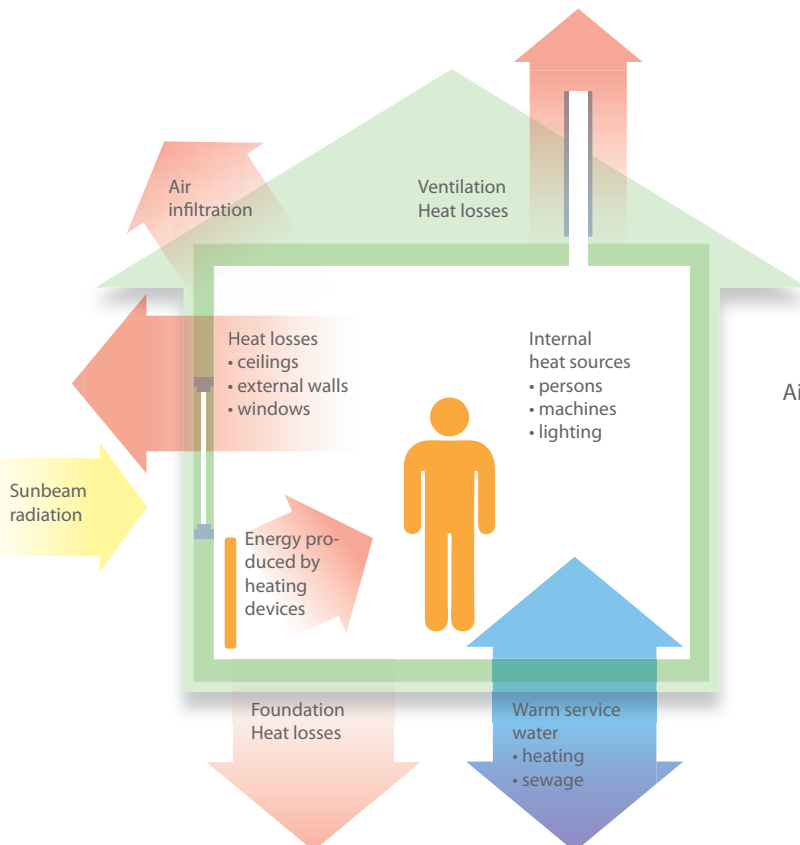 Air
infiltration
Ventilation
Heat losses
Heat losses
• ceilings
• external walls
• windows
Internal
heat sources
• persons
• machines
• lighting
Ai
Sunbeam
radiation
Energy pro-
duced by
heating
devices
Foundation
Heat losses
Warm service
water
• heating
• sewage